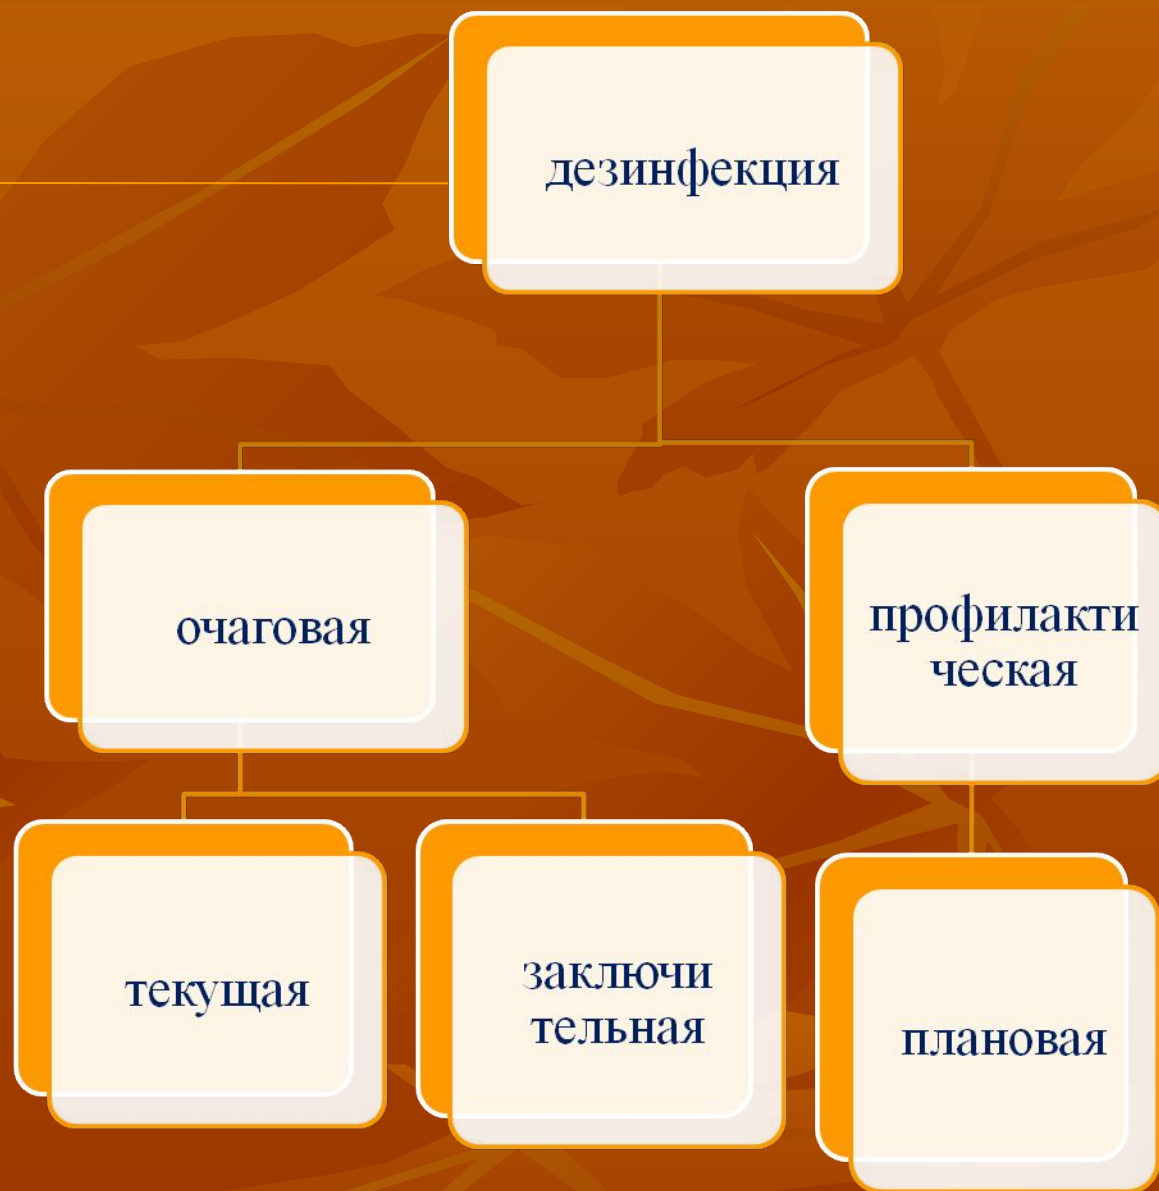 дезинфекция
очаговая
профилакти
ческая
текущая
заключи
тельная
плановая